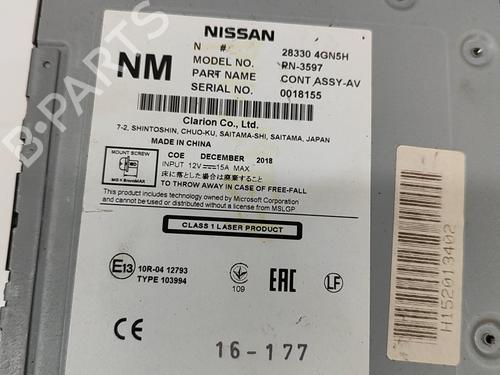 NISSAN
NM
N # 28330 4GN5H
MODEL NO. PN-3597
PART NAME CONT ASSY-AV
SERIAL NO. 0018155
Clarion Co., Ltd.
7-2, SHINTOSHIN, CHUO-KU, SAITAMA-SHI, SAITAMA, JAPAN
MADE IN CHINA
MOUNT SCREW
COE DECEMBER 2018
INPUT 12V 15A MAX
床に落した場合は廃棄すること
TO THROW AWAY IN CASE OF FREE-FALL
This product includes technology owned by Microsoft Corporation
and cannot be used or distributed without a license from MSLGP
CLASS 1 LASER PRODUCT
E13
10R-04 12793
TYPE 103994
109
EAC
LF
CE
16-177
H152013402
B-PARTS